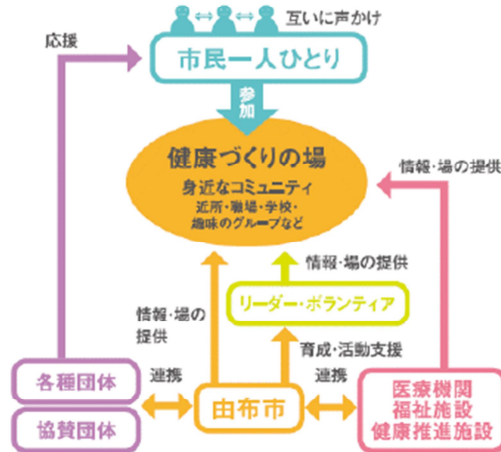 互いに声かけ
応援
市民一人ひとり
参加
健康づくりの場
身近なコミュニティ
近所・職場・学校・
趣味のグループなど
情報・場の提供
情報・場の提供
リーダー・ボランティア
情報・場の
提供
育成・活動支援
各種団体
協賛団体
連携
由布市
連携
医療機関
福祉施設
健康推進施設